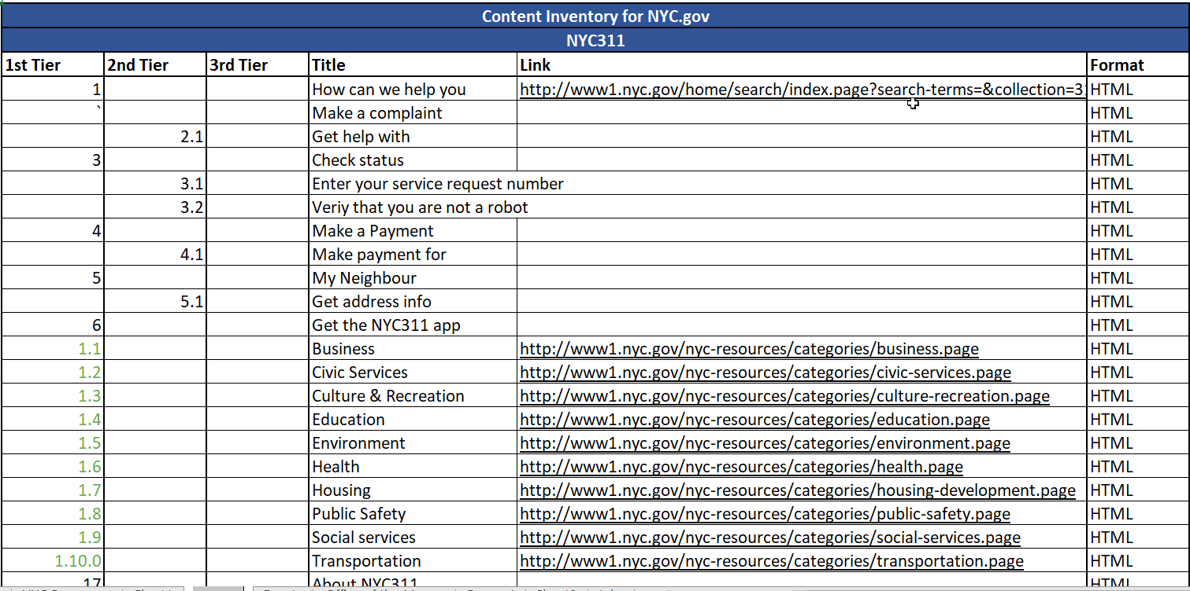 Content Inventory for NYC.gov
NYC311
1st Tier 2nd Tier 3rd Tier Title Link Format
1 How can we help you http://www1.nyc.gov/home/search/index.page?search-terms=&collection=31 HTML
` Make a complaint HTML
2.1 Get help with HTML
3 Check status HTML
3.1 Enter your service request number HTML
3.2 Veriy that you are not a robot HTML
4 Make a Payment HTML
4.1 Make payment for HTML
5 My Neighbour HTML
5.1 Get address info HTML
6 Get the NYC311 app HTML
1.1 Business http://www1.nyc.gov/nyc-resources/categories/business.page HTML
1.2 Civic Services http://www1.nyc.gov/nyc-resources/categories/civic-services.page HTML
1.3 Culture & Recreation http://www1.nyc.gov/nyc-resources/categories/culture-recreation.page HTML
1.4 Education http://www1.nyc.gov/nyc-resources/categories/education.page HTML
1.5 Environment http://www1.nyc.gov/nyc-resources/categories/environment.page HTML
1.6 Health http://www1.nyc.gov/nyc-resources/categories/health.page HTML
1.7 Housing http://www1.nyc.gov/nyc-resources/categories/housing-development.page HTML
1.8 Public Safety http://www1.nyc.gov/nyc-resources/categories/public-safety.page HTML
1.9 Social services http://www1.nyc.gov/nyc-resources/categories/social-services.page HTML
1.10.0 Transportation http://www1.nyc.gov/nyc-resources/categories/transportation.page HTML
17 About NYC311 HTML